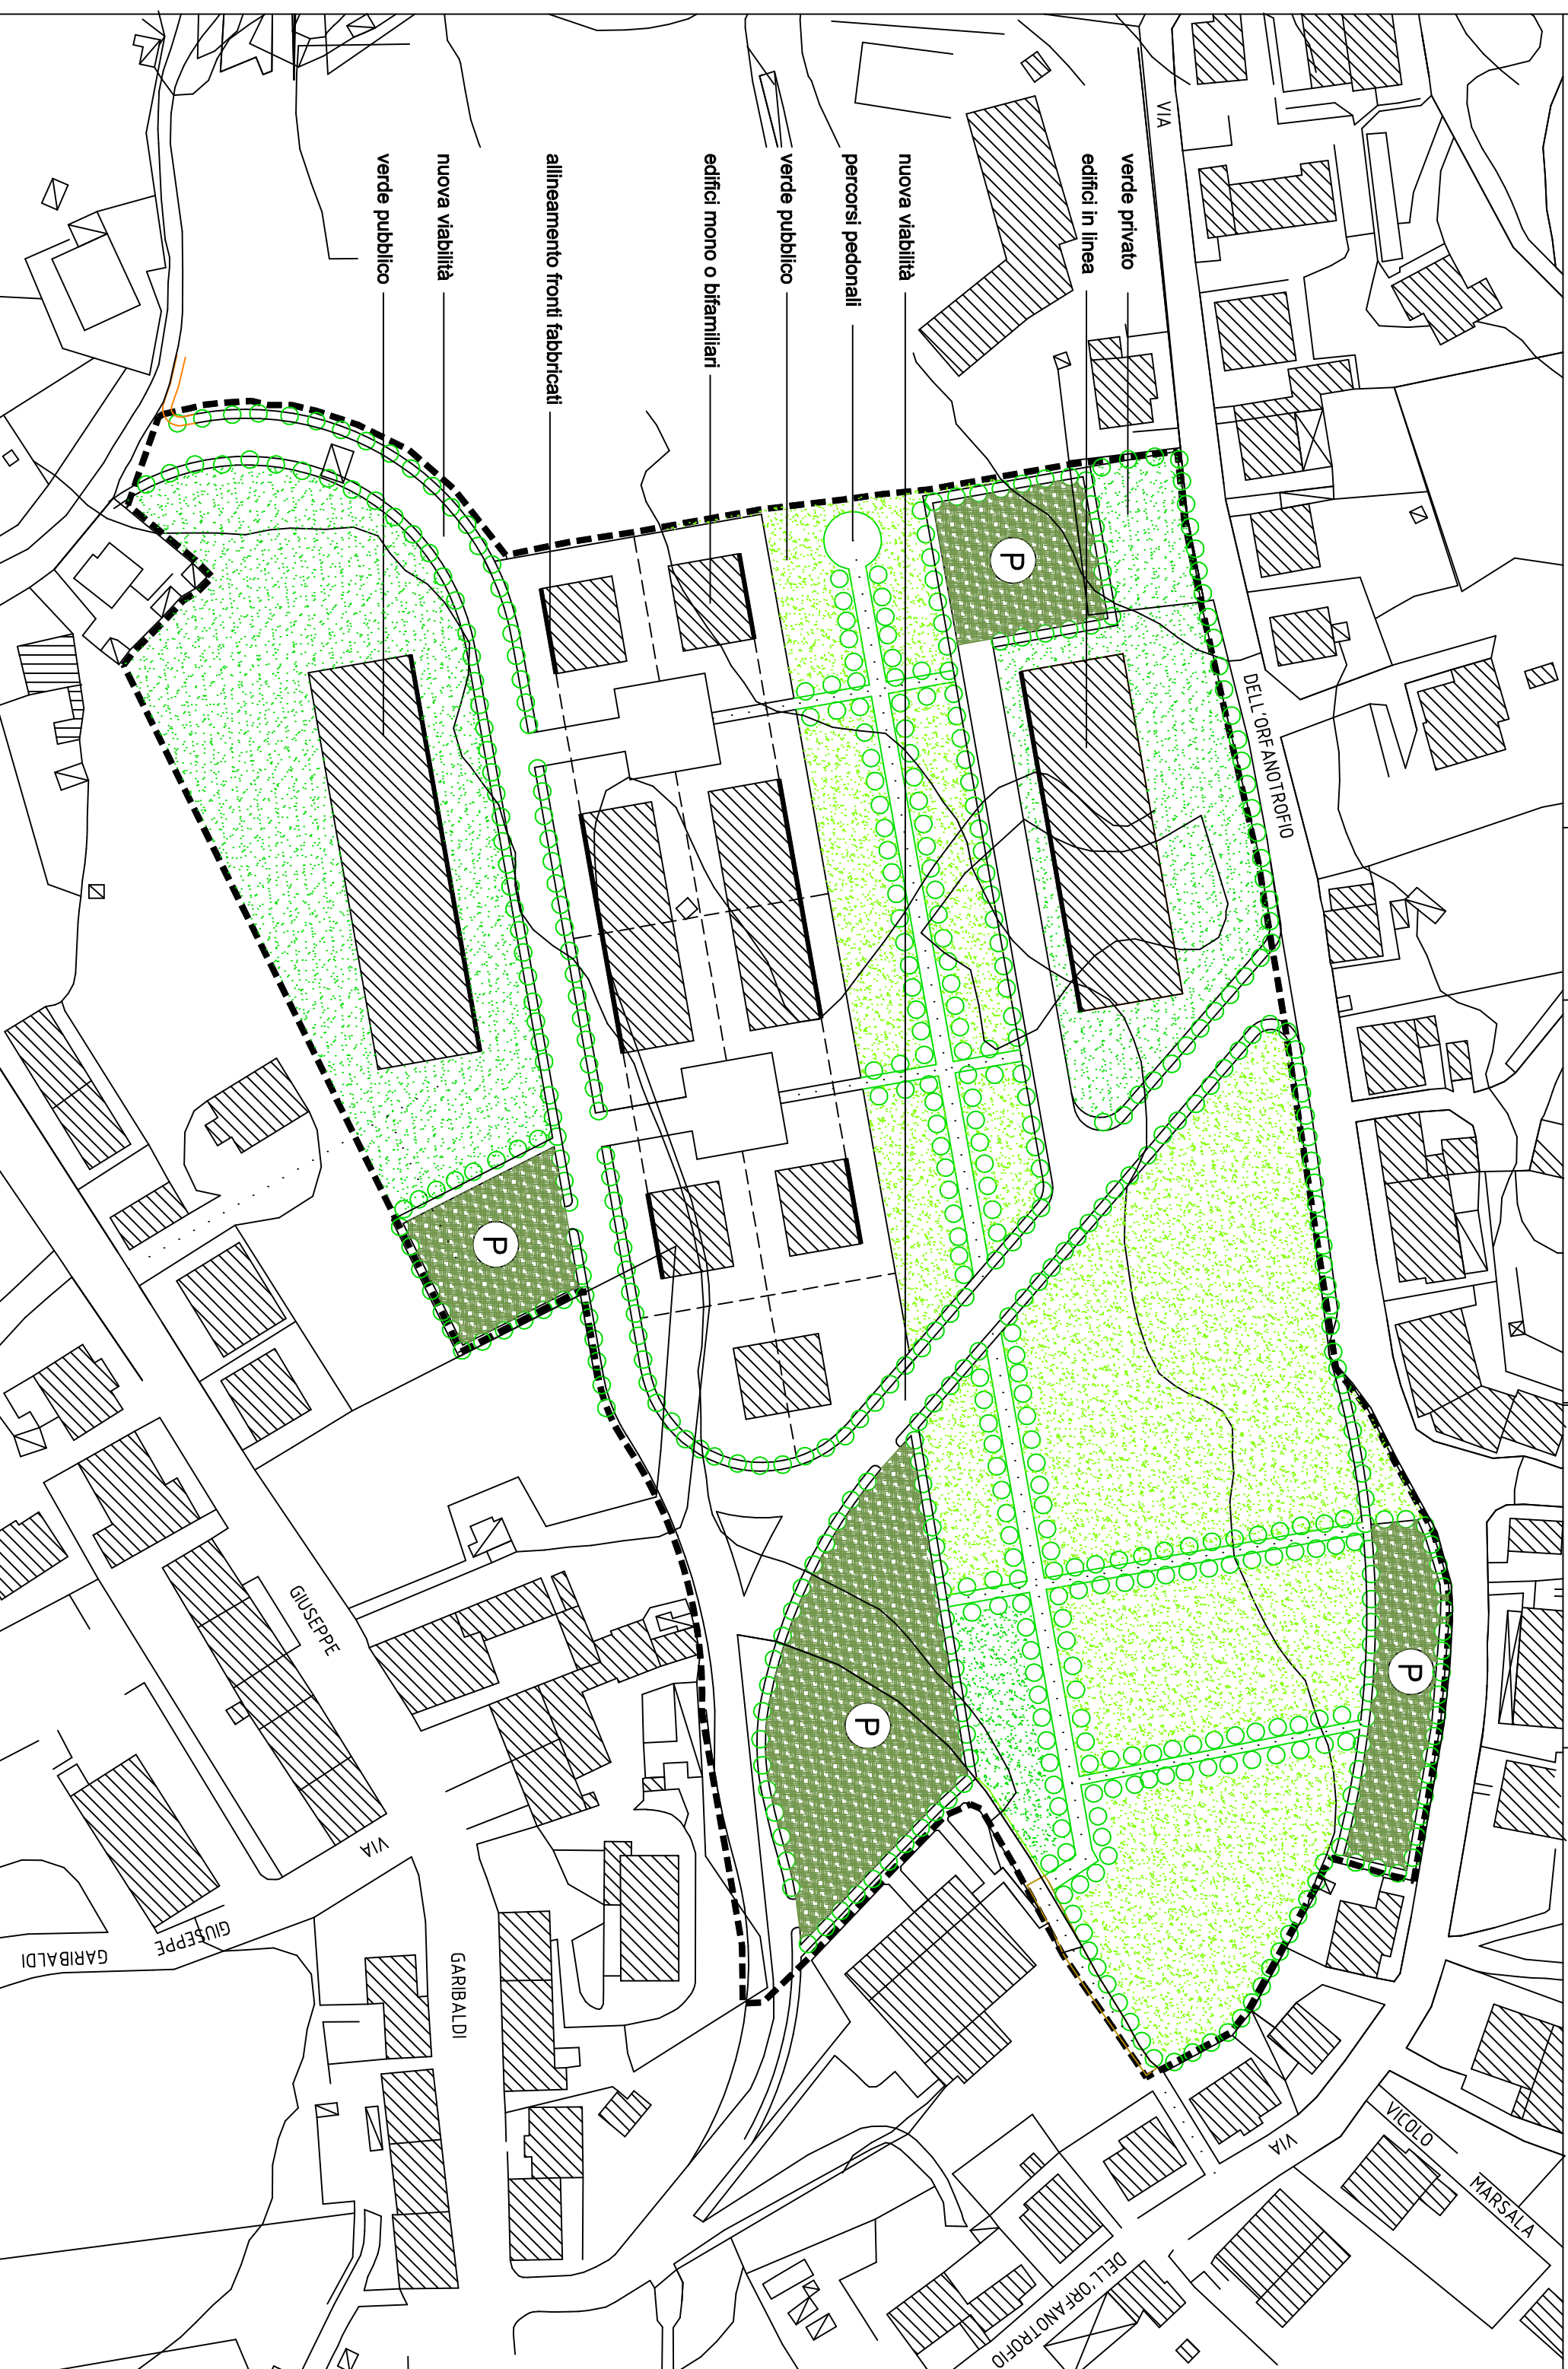 VIA
verde privato
edifici in linea
nuova viabilità
percorsi pedonali
verde pubblico
edifici mono o bifamiliari
allineamento fronti fabbricati
nuova viabilità
verde pubblico
DELL'ORFANOTROFIO
P
P
P
P
GIUSEPPE
VIA
GIUSEPPE
GARIBALDI
GARIBALDI
VIA
VICOLO
MARSALA
DELL'ORFANOTROFIO